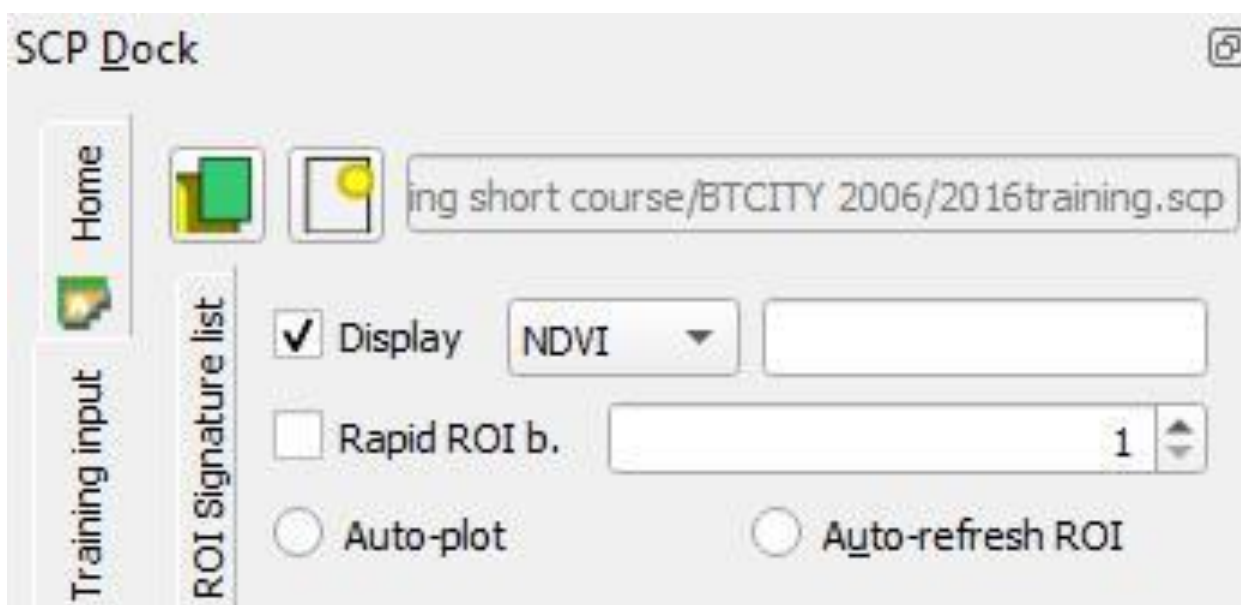 SCP Dock
Home
ing short course/BTCITY 2006/2016training.scp
Training input
ROI Signature list
Display
NDVI
Rapid ROI b.
1
Auto-plot
Auto-refresh ROI